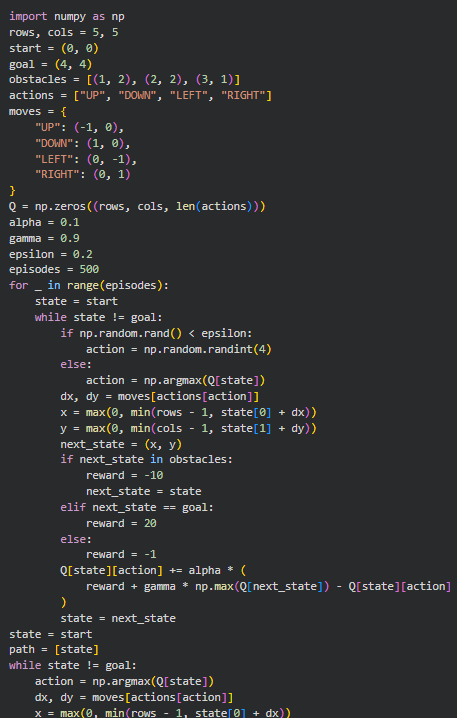 import numpy as np
rows, cols = 5, 5
start = (0, 0)
goal = (4, 4)
obstacles = [(1, 2), (2, 2), (3, 1)]
actions = ["UP", "DOWN", "LEFT", "RIGHT"]
moves = {
    "UP": (-1, 0),
    "DOWN": (1, 0),
    "LEFT": (0, -1),
    "RIGHT": (0, 1)
}
Q = np.zeros((rows, cols, len(actions)))
alpha = 0.1
gamma = 0.9
epsilon = 0.2
episodes = 500
for _ in range(episodes):
    state = start
    while state != goal:
        if np.random.rand() < epsilon:
            action = np.random.randint(4)
        else:
            action = np.argmax(Q[state])
        dx, dy = moves[actions[action]]
        x = max(0, min(rows - 1, state[0] + dx))
        y = max(0, min(cols - 1, state[1] + dy))
        next_state = (x, y)
        if next_state in obstacles:
            reward = -10
            next_state = state
        elif next_state == goal:
            reward = 20
        else:
            reward = -1
        Q[state][action] += alpha * (
            reward + gamma * np.max(Q[next_state]) - Q[state][action]
        )
        state = next_state
state = start
path = [state]
while state != goal:
    action = np.argmax(Q[state])
    dx, dy = moves[actions[action]]
    x = max(0, min(rows - 1, state[0] + dx))